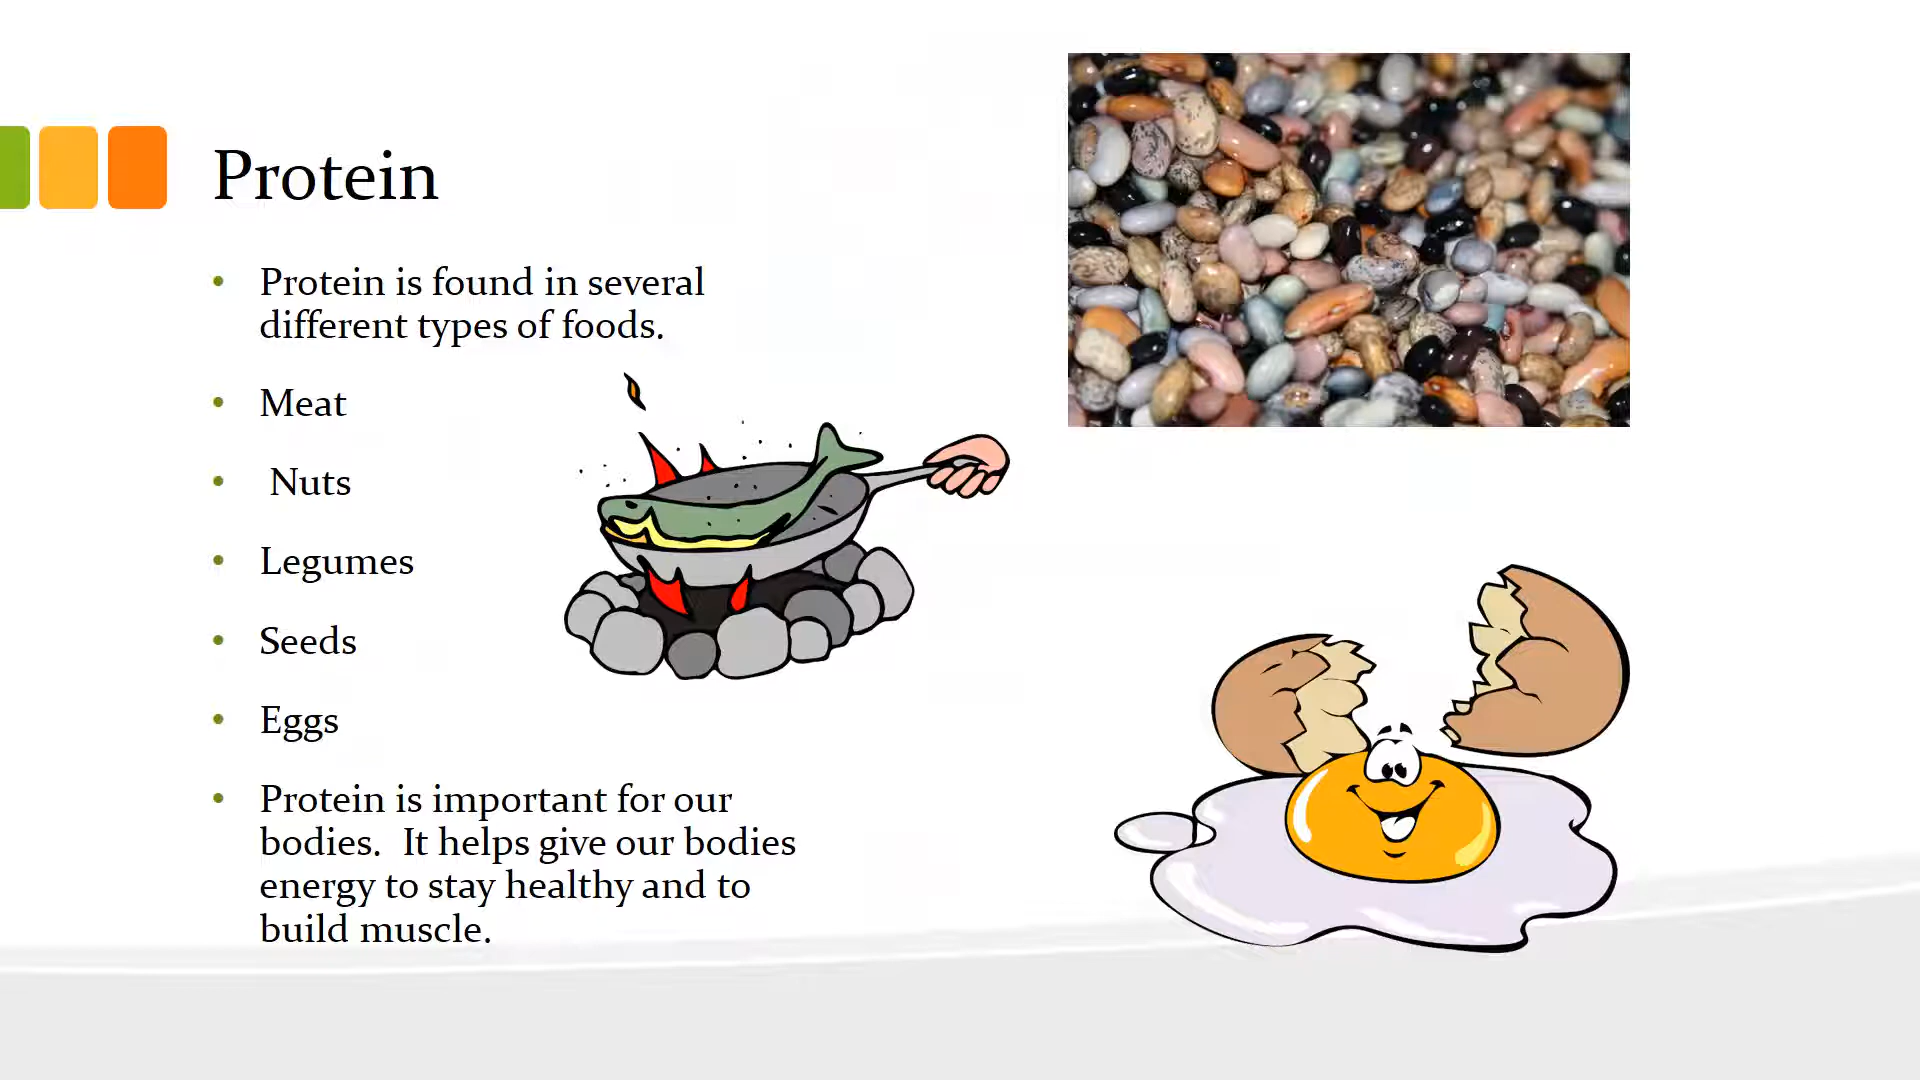 Protein
• Protein is found in several
different types of foods.
• Meat
• Nuts
• Legumes
• Seeds
• Eggs
• Protein is important for our
bodies.  It helps give our bodies
energy to stay healthy and to
build muscle.